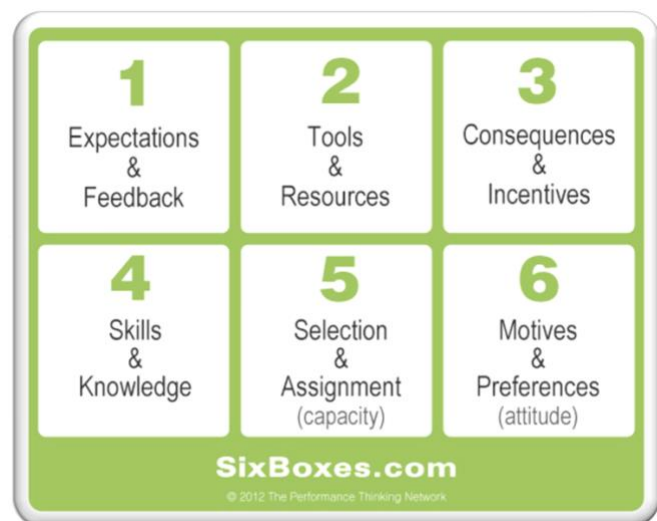 1
Expectations
&
Feedback
2
Tools
&
Resources
3
Consequences
&
Incentives
4
Skills
&
Knowledge
5
Selection
&
Assignment
(capacity)
6
Motives
&
Preferences
(attitude)
SixBoxes.com
© 2012 The Performance Thinking Network